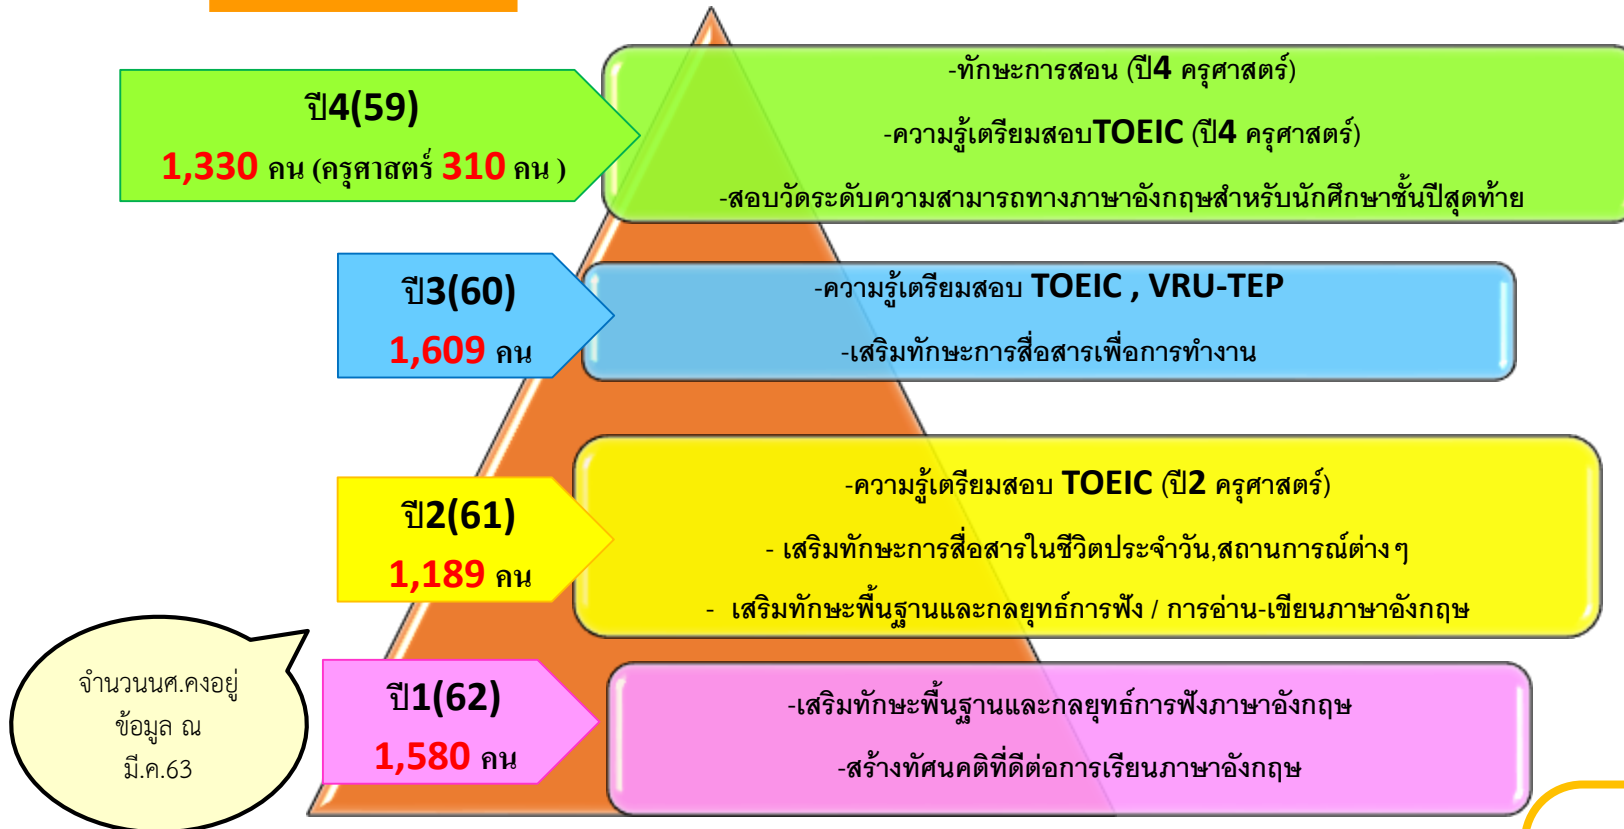 ปี4(59)
1,330 คน (ครุศาสตร์ 310 คน )
-ทักษะการสอน (ปี4 ครุศาสตร์)
-ความรู้เตรียมสอบTOEIC (ปี4 ครุศาสตร์)
-สอบวัดระดับความสามารถทางภาษาอังกฤษสำหรับนักศึกษาชั้นปีสุดท้าย
ปี3(60)
1,609 คน
-ความรู้เตรียมสอบ TOEIC , VRU-TEP
-เสริมทักษะการสื่อสารเพื่อการทำงาน
ปี2(61)
1,189 คน
-ความรู้เตรียมสอบ TOEIC (ปี2 ครุศาสตร์)
- เสริมทักษะการสื่อสารในชีวิตประจำวัน,สถานการณ์ต่างๆ
- เสริมทักษะพื้นฐานและกลยุทธ์การฟัง / การอ่าน-เขียนภาษาอังกฤษ
จำนวนนศ.คงอยู่
ข้อมูล ณ
มี.ค.63
ปี1(62)
1,580 คน
-เสริมทักษะพื้นฐานและกลยุทธ์การฟังภาษาอังกฤษ
-สร้างทัศนคติที่ดีต่อการเรียนภาษาอังกฤษ